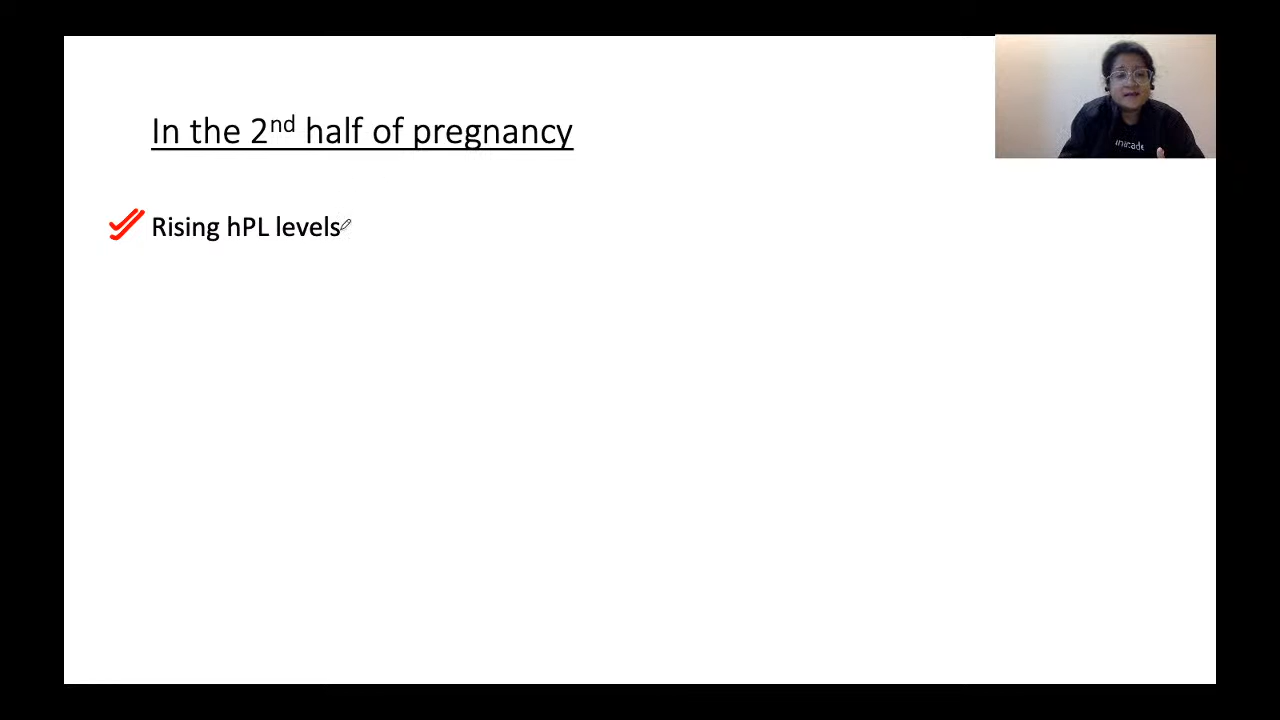 In the 2nd half of pregnancy
Rising hPL levels